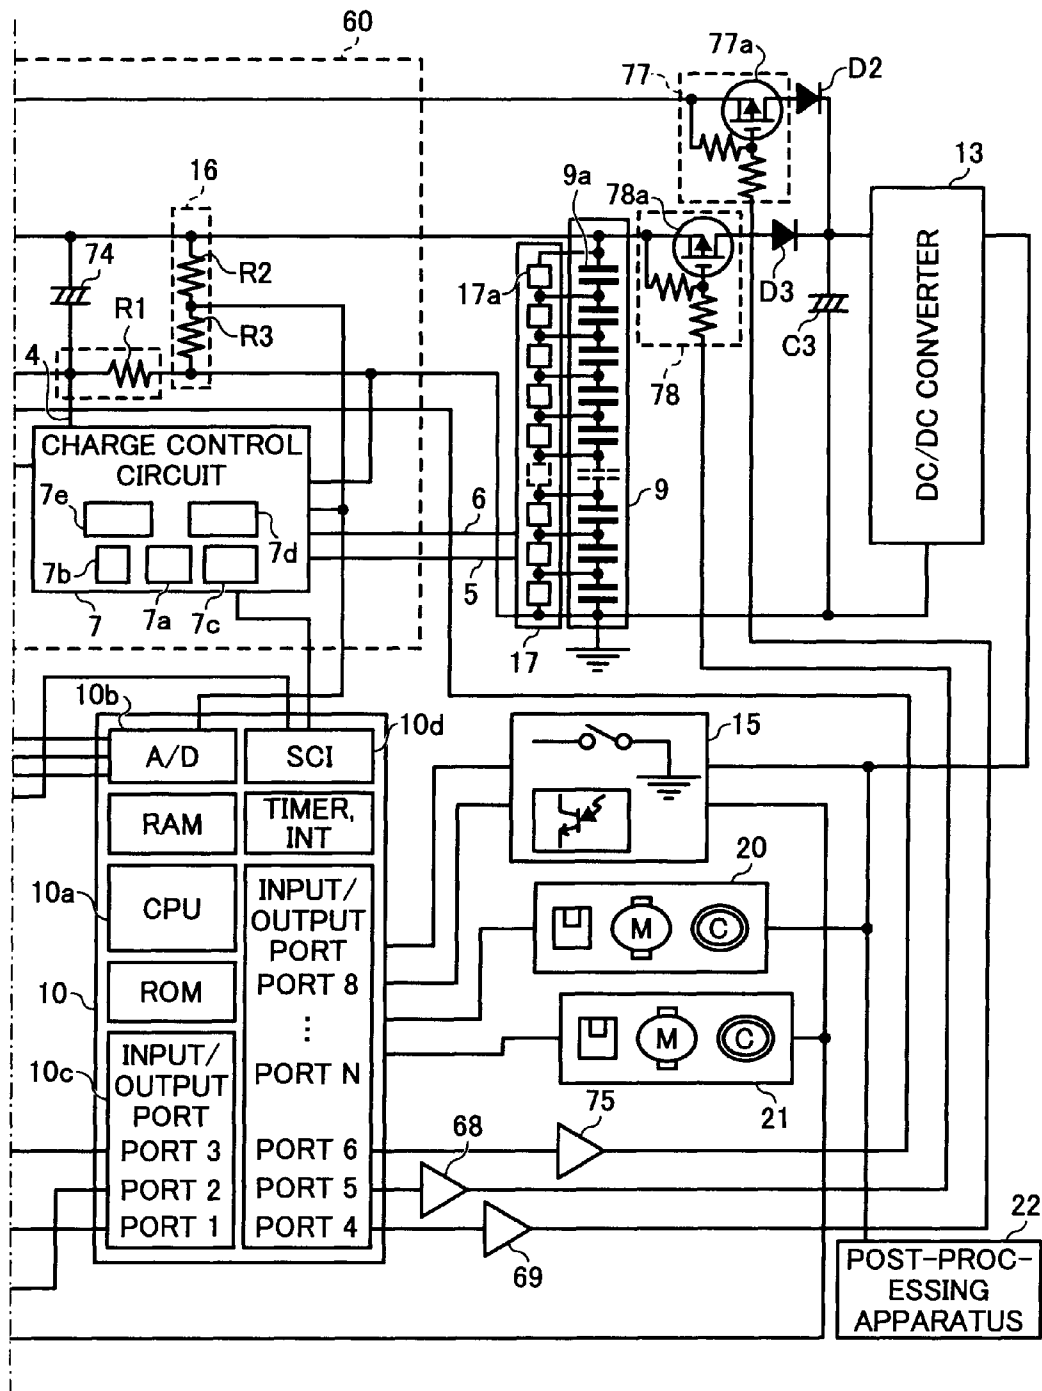 60
77a
77
D2
16
9a
78a
13
74
R2
17a
R1
R3
D3
C3
4
78
DC/DC CONVERTER
CHARGE CONTROL
CIRCUIT
7e
7d
6
9
7b
5
7
7a
7c
17
10b
10d
15
A/D
SCI
RAM
TIMER,
INT
20
10a
CPU
INPUT/
OUTPUT
PORT
M
C
10
ROM
PORT 8
10c
INPUT/
OUTPUT
PORT
PORT N
M
C
21
75
68
PORT 3
PORT 6
PORT 2
PORT 5
PORT 1
PORT 4
69
22
POST-PROC-
ESSING
APPARATUS